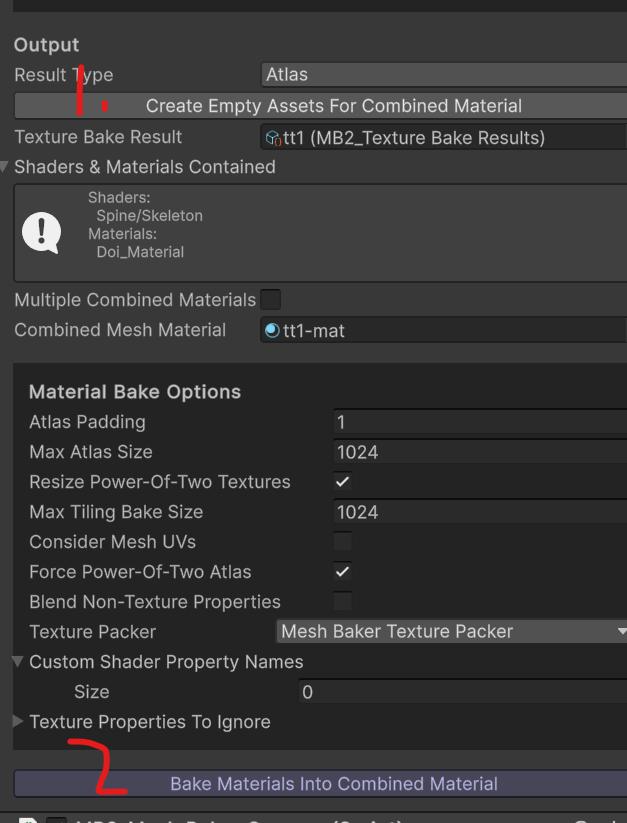 Output
Result Type Atlas
1.
Create Empty Assets For Combined Material
Texture Bake Result tt1 (MB2_Texture Bake Results)
Shaders & Materials Contained
Shaders:
Spine/Skeleton
Materials:
Doi_Material
Multiple Combined Materials
Combined Mesh Material tt1-mat
Material Bake Options
Atlas Padding 1
Max Atlas Size 1024
Resize Power-Of-Two Textures
Max Tiling Bake Size 1024
Consider Mesh UVs
Force Power-Of-Two Atlas
Blend Non-Texture Properties
Texture Packer Mesh Baker Texture Packer
Custom Shader Property Names
Size 0
Texture Properties To Ignore
2
Bake Materials Into Combined Material